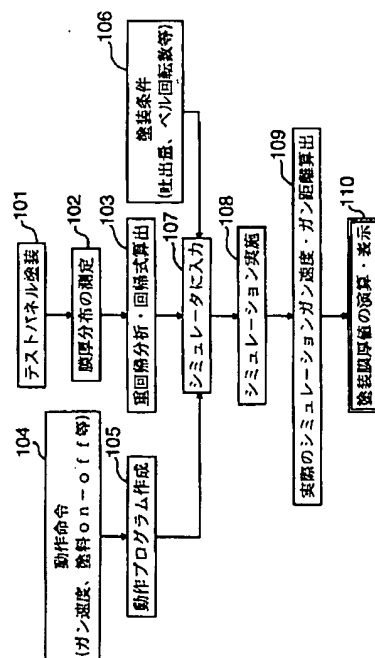 101
テストパネル塗装
102
膜厚分布の測定
103
重回帰分析・回帰式算出
104
動作命令
(ガン速度、塗料on-off等)
105
動作プログラム作成
106
塗装条件
(吐出量、ベル回転数等)
107
シミュレータに入力
108
シミュレーション実施
109
実際のシミュレーションガン速度・ガン距離算出
110
塗装膜厚値の演算・表示